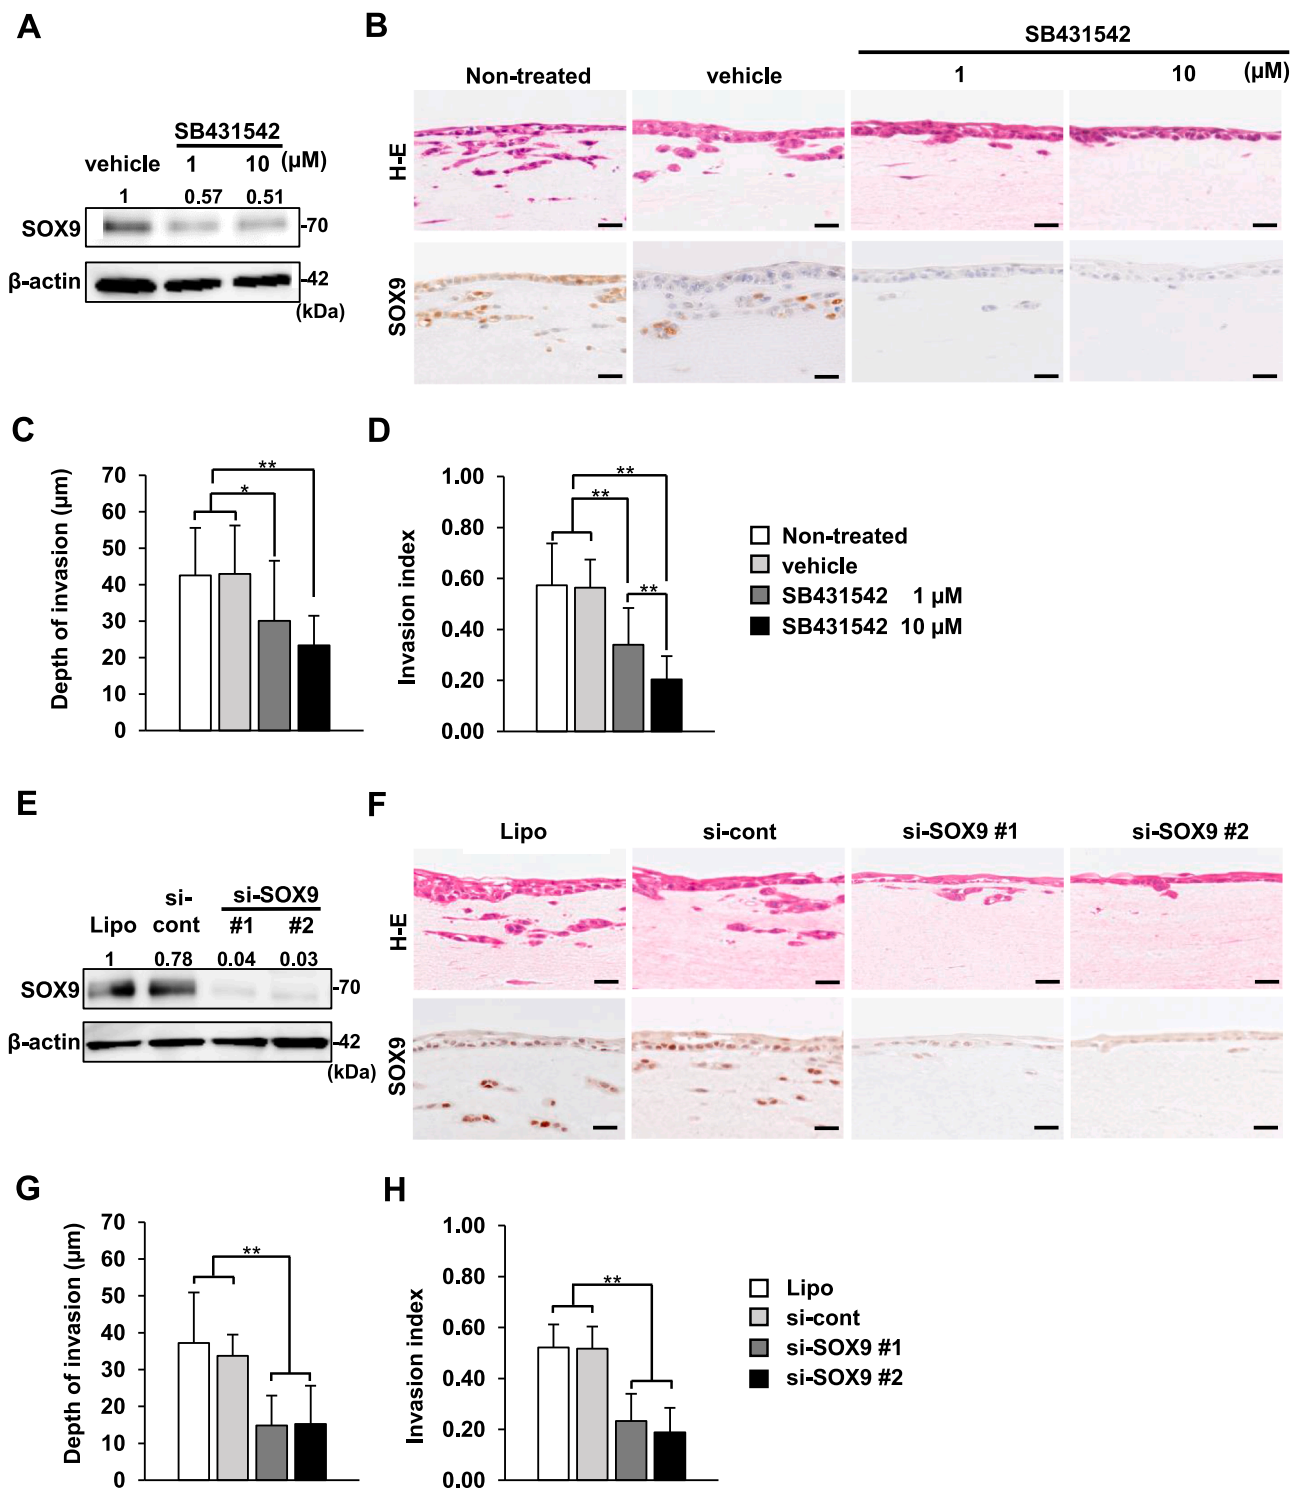 A
SB431542
vehicle 1 10 (μM)
1 0.57 0.51
SOX9 -70
β-actin -42
(kDa)
B
SB431542
Non-treated vehicle 1 10 (μM)
H-E
SOX9
C
Depth of invasion (μm)
70
60
50
40
30
20
10
0
**
*
D
Invasion index
1.00
0.80
0.60
0.40
0.20
0.00
**
**
**
Non-treated
vehicle
SB431542 1 μM
SB431542 10 μM
E
si-
cont
si-SOX9
Lipo #1 #2
1 0.78 0.04 0.03
SOX9 -70
β-actin -42
(kDa)
F
Lipo si-cont si-SOX9 #1 si-SOX9 #2
H-E
SOX9
G
Depth of invasion (μm)
70
60
50
40
30
20
10
0
**
H
Invasion index
1.00
0.80
0.60
0.40
0.20
0.00
**
Lipo
si-cont
si-SOX9 #1
si-SOX9 #2